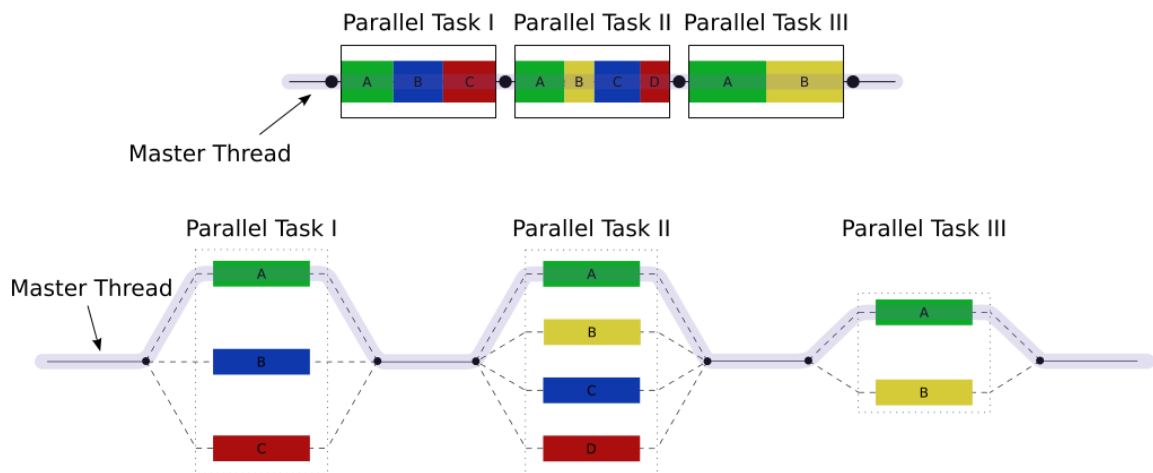 Parallel Task I Parallel Task II Parallel Task III
A B C A B C D A B
Master Thread
Parallel Task I Parallel Task II Parallel Task III
A A
Master Thread
A
B
B C
B
C D